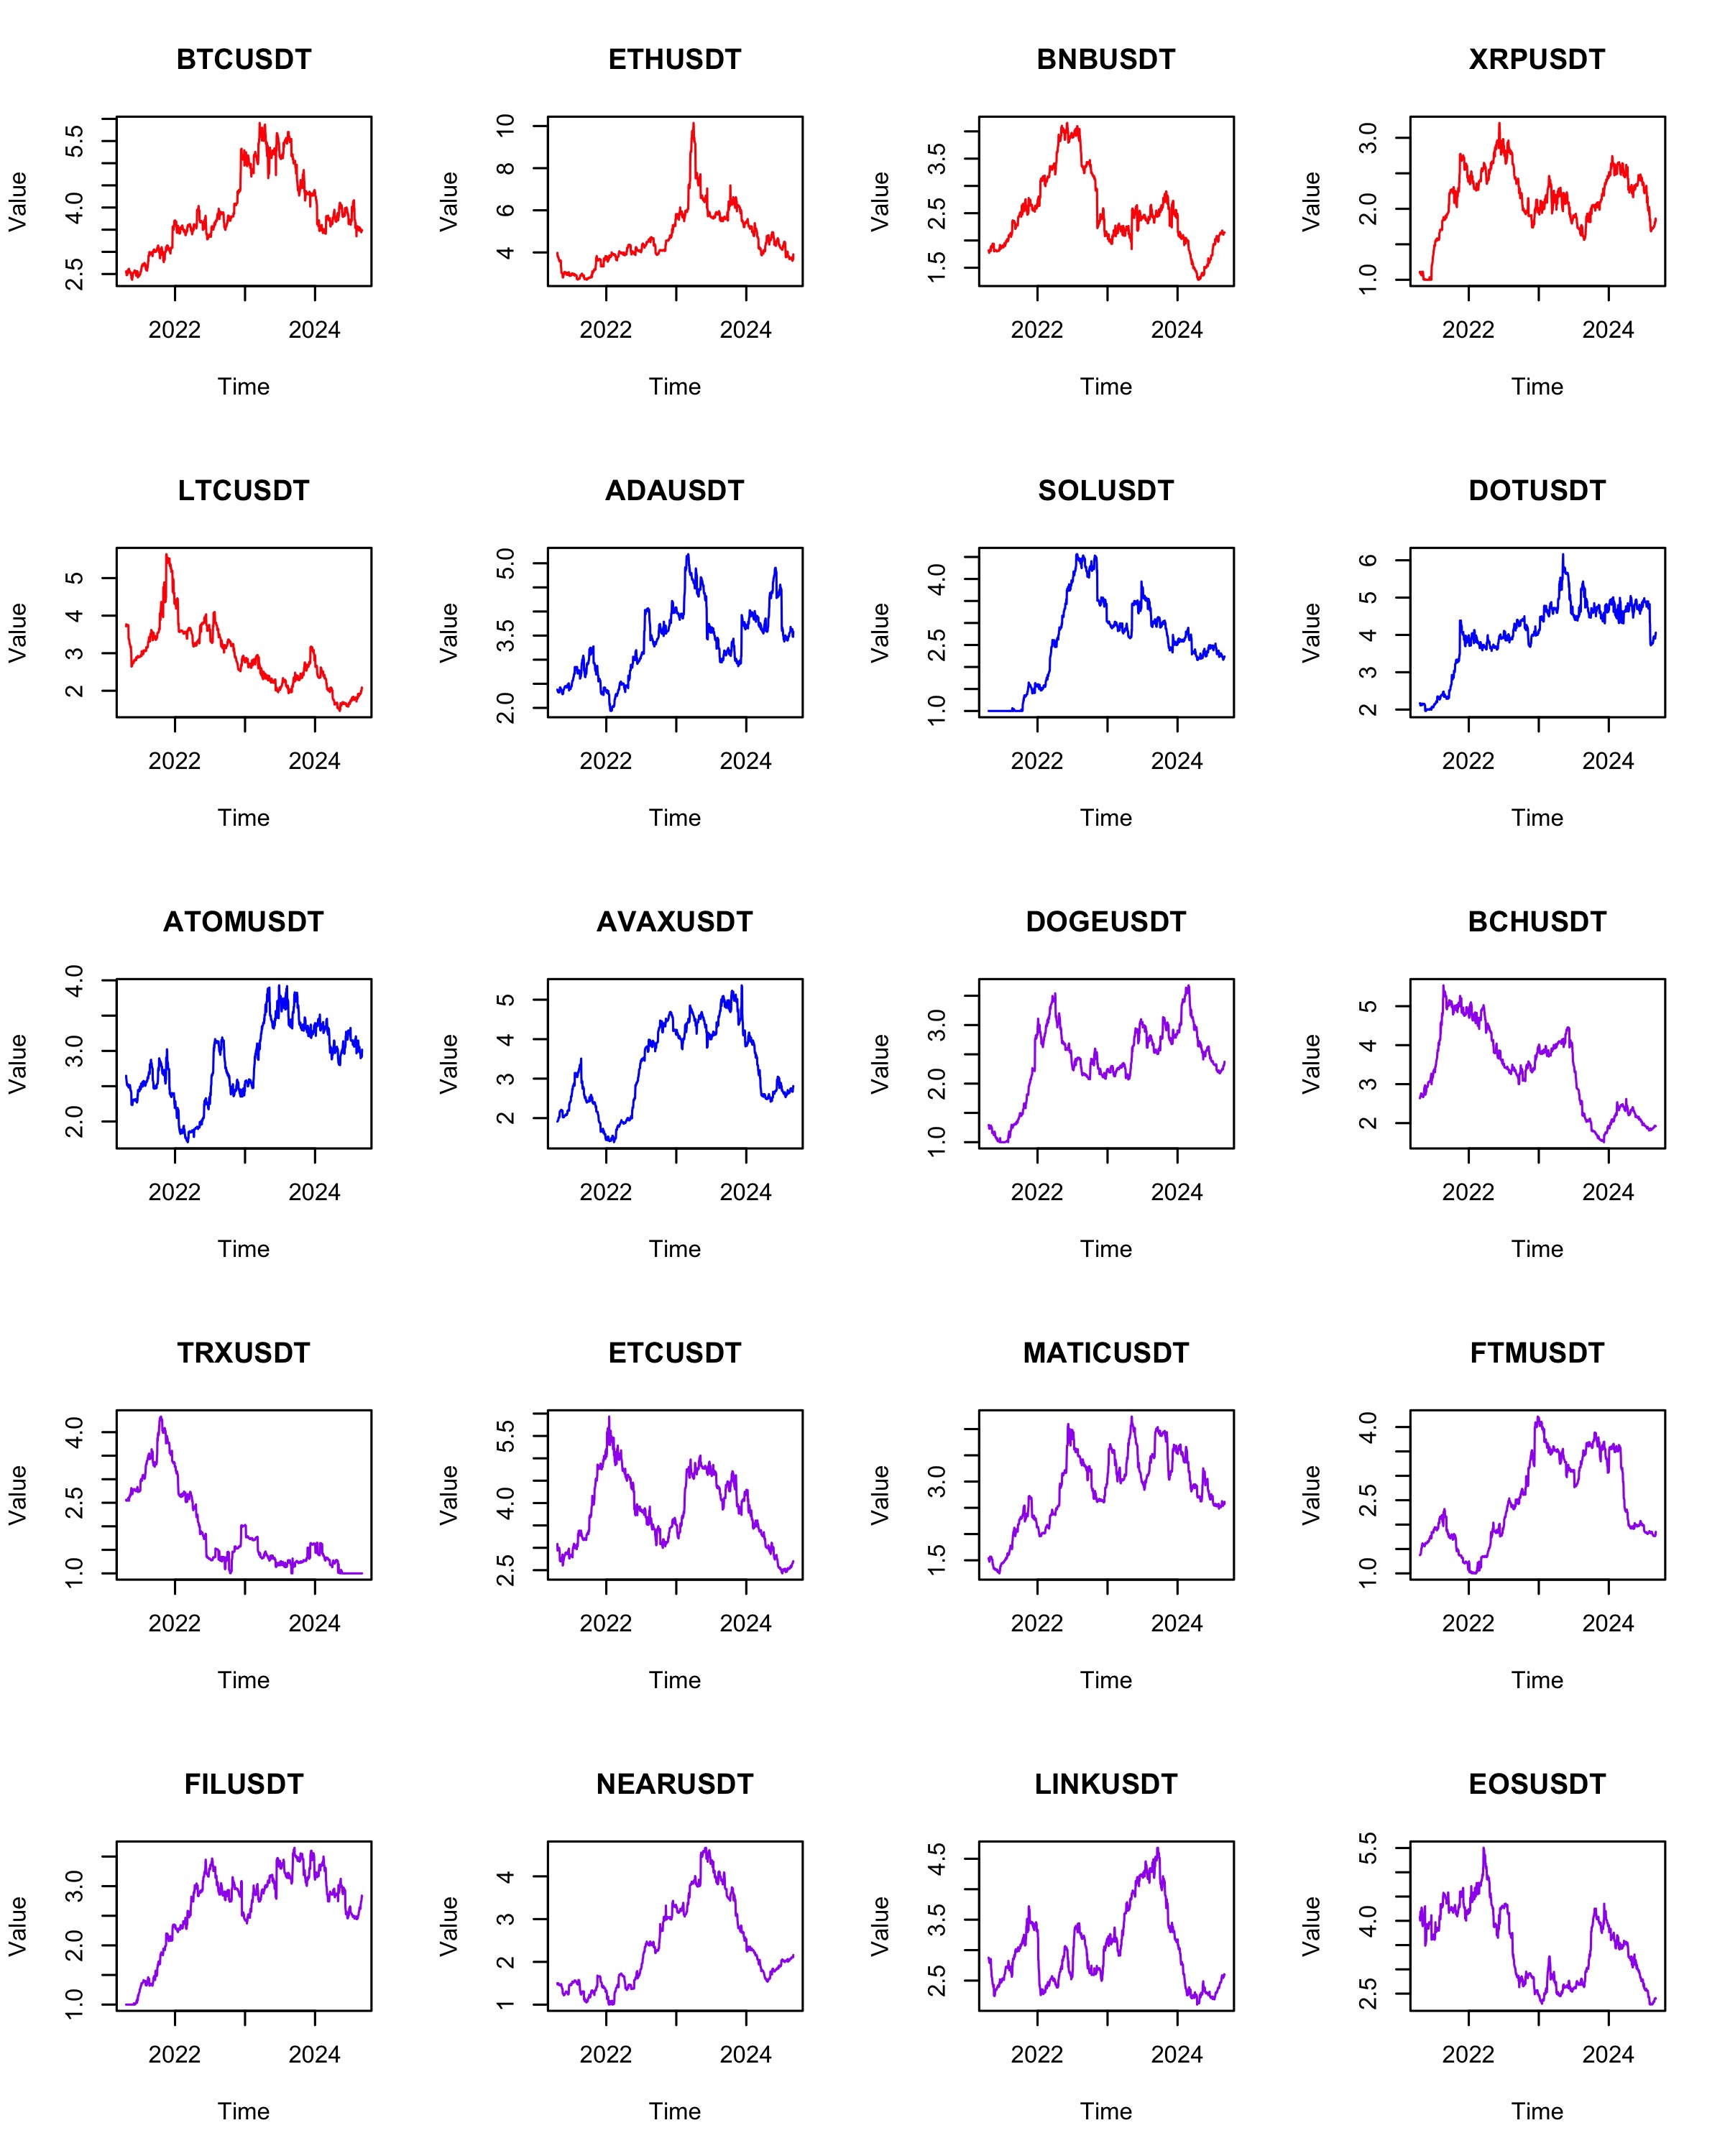 BTCUSDT ETHUSDT BNBUSDT XRPUSDT
Value 2.5 4.0 5.5 Value 4 6 8 10 Value 1.5 2.5 3.5 Value 1.0 2.0 3.0
2022 2024 2022 2024 2022 2024 2022 2024
Time Time Time Time
LTCUSDT ADAUSDT SOLUSDT DOTUSDT
Value 2 3 4 5 Value 2.0 3.5 5.0 Value 1.0 2.5 4.0 Value 2 3 4 5 6
2022 2024 2022 2024 2022 2024 2022 2024
Time Time Time Time
ATOMUSDT AVAXUSDT DOGEUSDT BCHUSDT
Value 2.0 3.0 4.0 Value 2 3 4 5 Value 1.0 2.0 3.0 Value 2 3 4 5
2022 2024 2022 2024 2022 2024 2022 2024
Time Time Time Time
TRXUSDT ETCUSDT MATICUSDT FTMUSDT
Value 1.0 2.5 4.0 Value 2.5 4.0 5.5 Value 1.5 3.0 Value 1.0 2.5 4.0
2022 2024 2022 2024 2022 2024 2022 2024
Time Time Time Time
FILUSDT NEARUSDT LINKUSDT EOSUSDT
Value 1.0 2.0 3.0 Value 1 2 3 4 Value 2.5 3.5 4.5 Value 2.5 4.0 5.5
2022 2024 2022 2024 2022 2024 2022 2024
Time Time Time Time